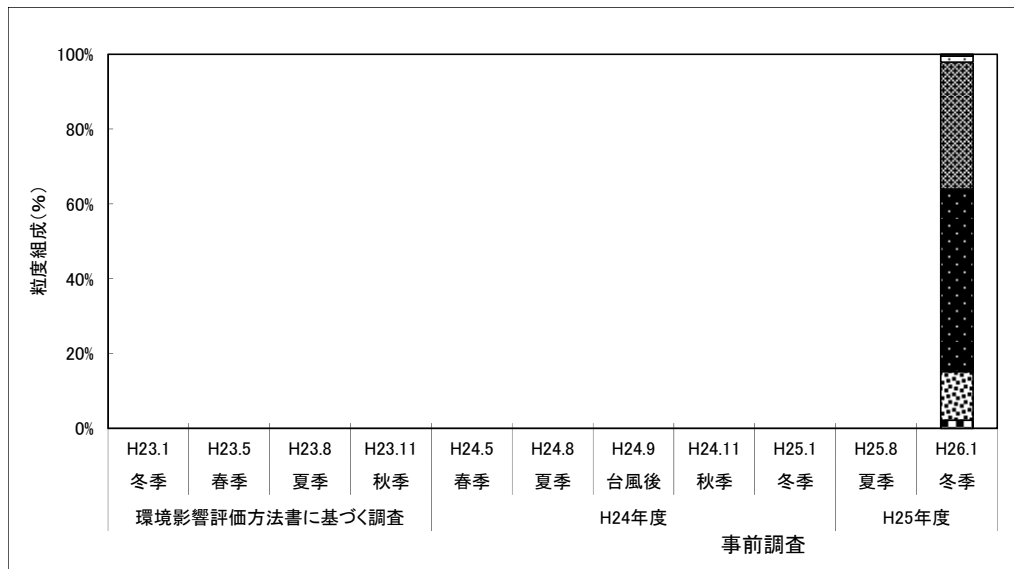 100%
80%
60%
40%
20%
0%
粒度組成(%)
H23.1 H23.5 H23.8 H23.11 H24.5 H24.8 H24.9 H24.11 H25.1 H25.8 H26.1
冬季 春季 夏季 秋季 春季 夏季 台風後 秋季 冬季 夏季 冬季
環境影響評価方法書に基づく調査 H24年度 H25年度
事前調査